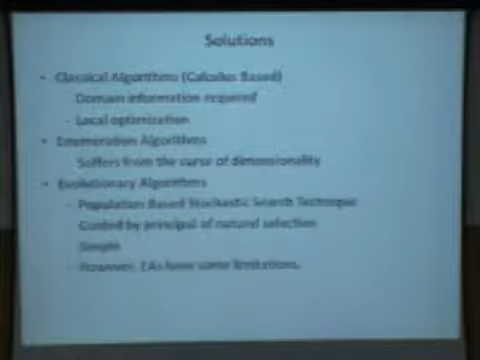 Solutions
• Classical Algorithms (Calculus Based)
Domain information required
- Local optimization
• Enumeration Algorithms
Suffers from the curse of dimensionality
• Evolutionary Algorithms
- Population Based Stochastic Search Technique
Guided by principal of natural selection
Simple
- However, EAs have some limitations.